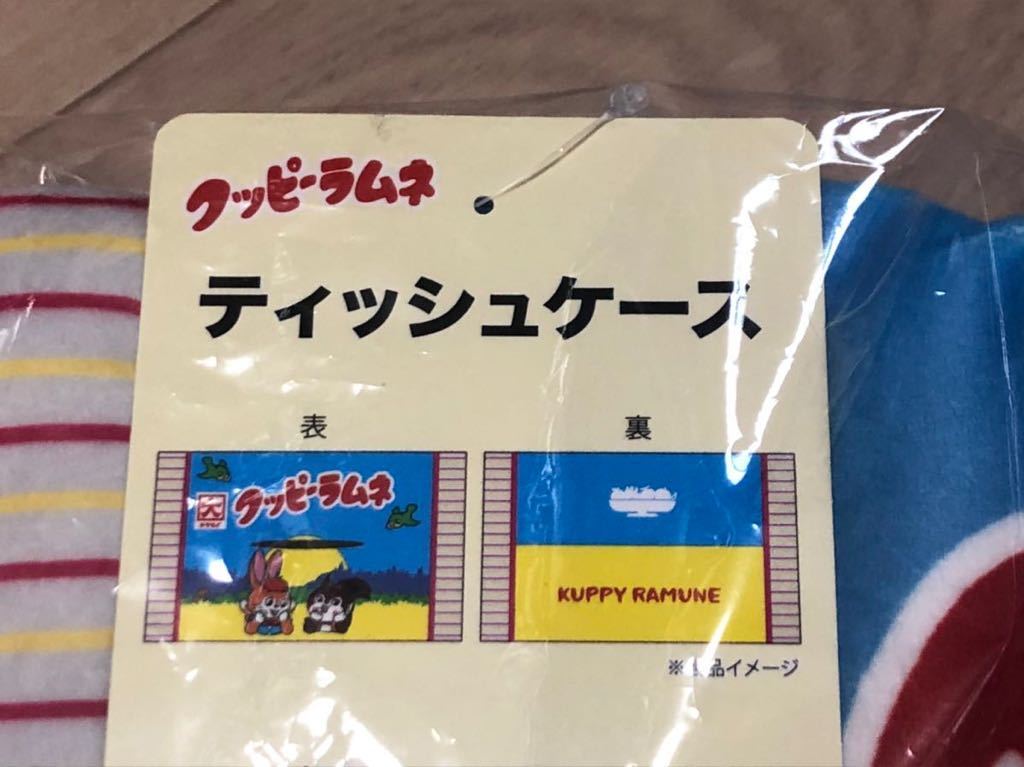 クッピーラムネ
ティッシュケース
表
裏
クッピーラムネ
KUPPY RAMUNE
品イメージ